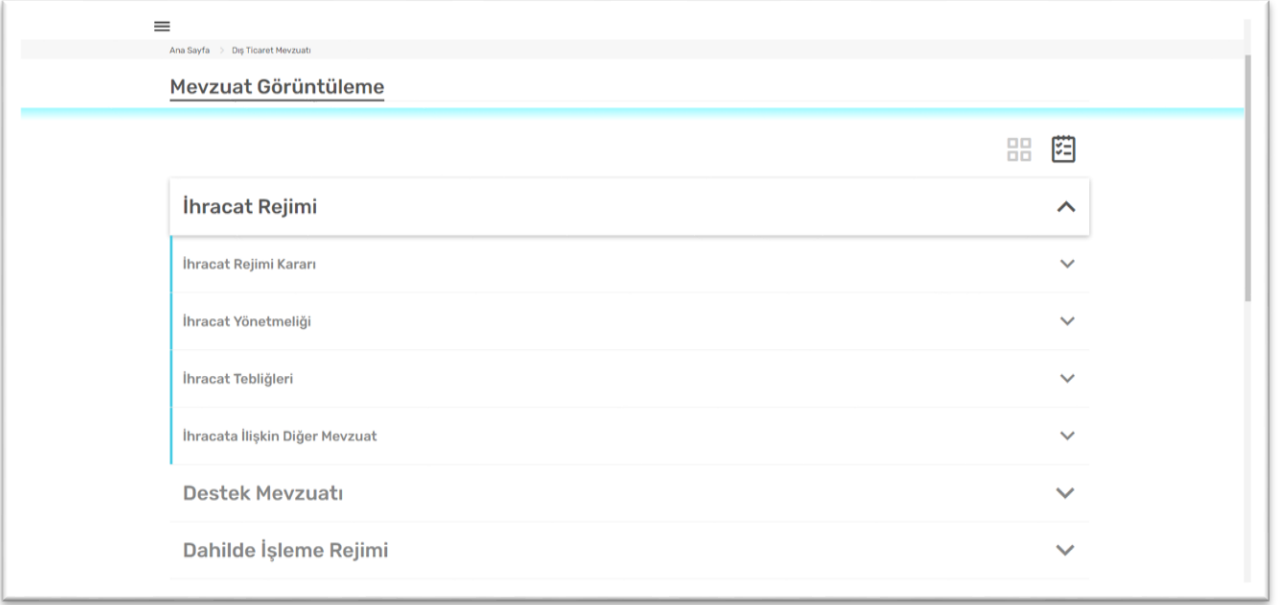 Ana Sayfa > Dış Ticaret Mevzuatı
Mevzuat Görüntüleme
İhracat Rejimi
İhracat Rejimi Kararı
İhracat Yönetmeliği
İhracat Tebliğleri
İhracata İlişkin Diğer Mevzuat
Destek Mevzuatı
Dahilde İşleme Rejimi